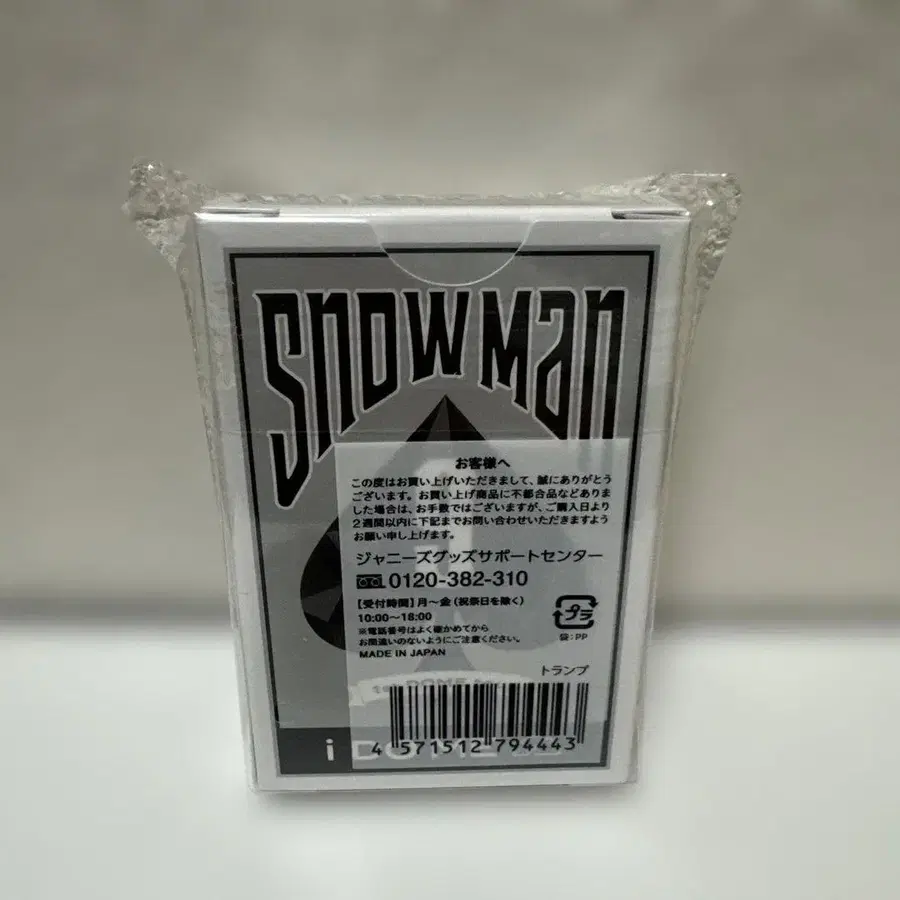 snow man
お客様へ
この度はお買い上げいただきまして、誠にありがとう
ございます。お買い上げ商品に不都合品などありま
した場合は、お手数ではございますが、ご購入日より
2週間以内に下記までお問い合わせいただきますよう
お願い申し上げます。
ジャニーズグッズサポートセンター
0120-382-310
【受付時間】月〜金(祝祭日を除く)
10:00〜18:00
※電話番号はよく確かめてから
お間違いのないようにご注意ください。
MADE IN JAPAN
プラ
袋:PP
トランプ
DOME
4 571512 794443
i DOME